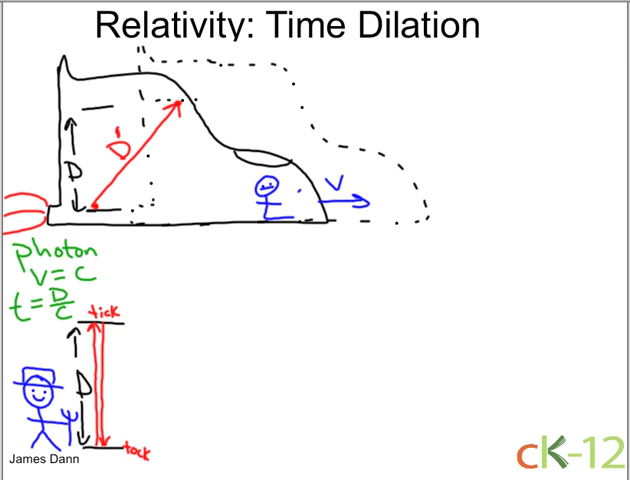 Relativity: Time Dilation
D'
D
V
photon
v = c
t = D/c
tick
D
tock
James Dann
cK-12